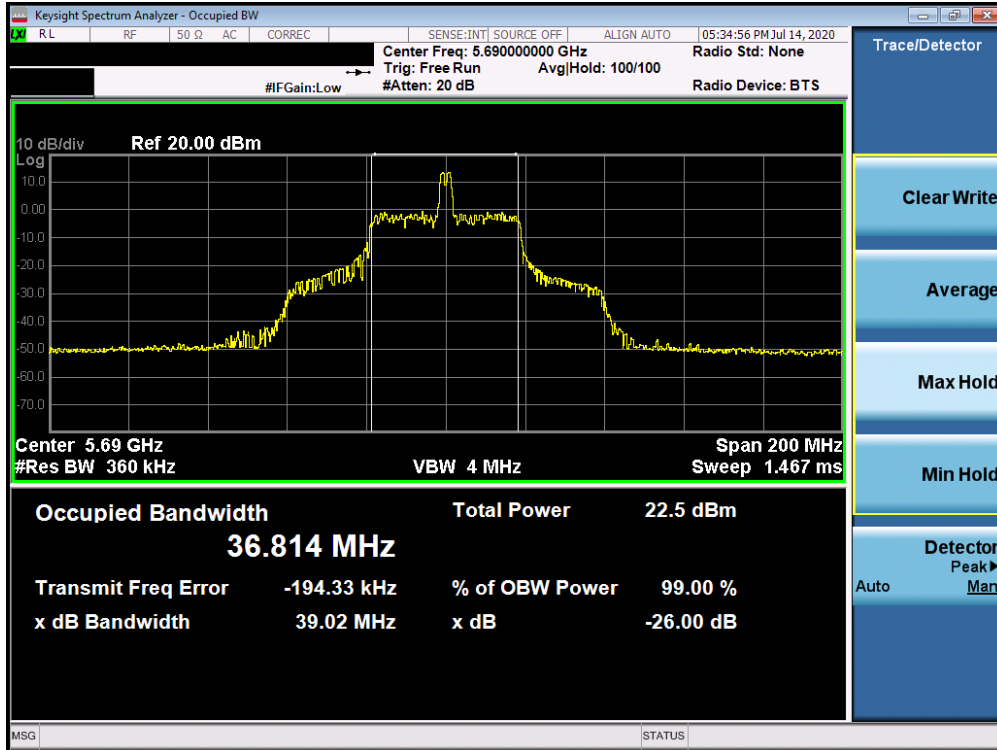 Keysight Spectrum Analyzer - Occupied BW
LXI RL RF 50 Ω AC CORREC SENSE:INT SOURCE OFF ALIGN AUTO 05:34:56 PM Jul 14, 2020
Center Freq: 5.690000000 GHz Radio Std: None
Trig: Free Run Avg|Hold: 100/100
#IFGain:Low #Atten: 20 dB Radio Device: BTS
10 dB/div Ref 20.00 dBm
Log
10.0
0.00
-10.0
-20.0
-30.0
-40.0
-50.0
-60.0
-70.0
Center 5.69 GHz Span 200 MHz
#Res BW 360 kHz VBW 4 MHz Sweep 1.467 ms
Occupied Bandwidth Total Power 22.5 dBm
36.814 MHz
Transmit Freq Error -194.33 kHz % of OBW Power 99.00 %
x dB Bandwidth 39.02 MHz x dB -26.00 dB
MSG STATUS
Trace/Detector
Clear Write
Average
Max Hold
Min Hold
Detector
Peak▶
Auto Man